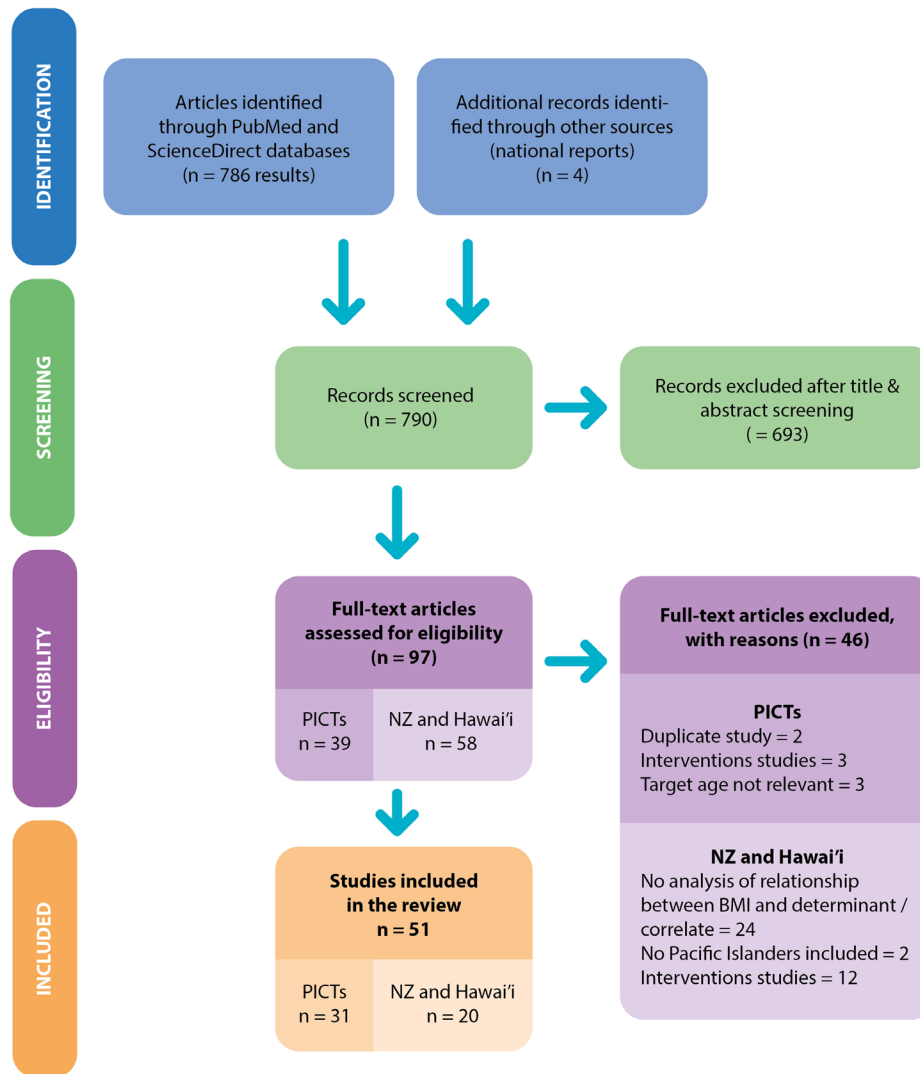 IDENTIFICATION
Articles identified
through PubMed and
ScienceDirect databases
(n = 786 results)
Additional records identi-
fied through other sources
(national reports)
(n = 4)
SCREENING
Records screened
(n = 790)
Records excluded after title &
abstract screening
( = 693)
ELIGIBILITY
Full-text articles
assessed for eligibility
(n = 97)
PICTs
n = 39
NZ and Hawai’i
n = 58
Full-text articles excluded,
with reasons (n = 46)
PICTs
Duplicate study = 2
Interventions studies = 3
Target age not relevant = 3
NZ and Hawai’i
No analysis of relationship
between BMI and determinant /
correlate = 24
No Pacific Islanders included = 2
Interventions studies = 12
INCLUDED
Studies included
in the review
n = 51
PICTs
n = 31
NZ and Hawai’i
n = 20